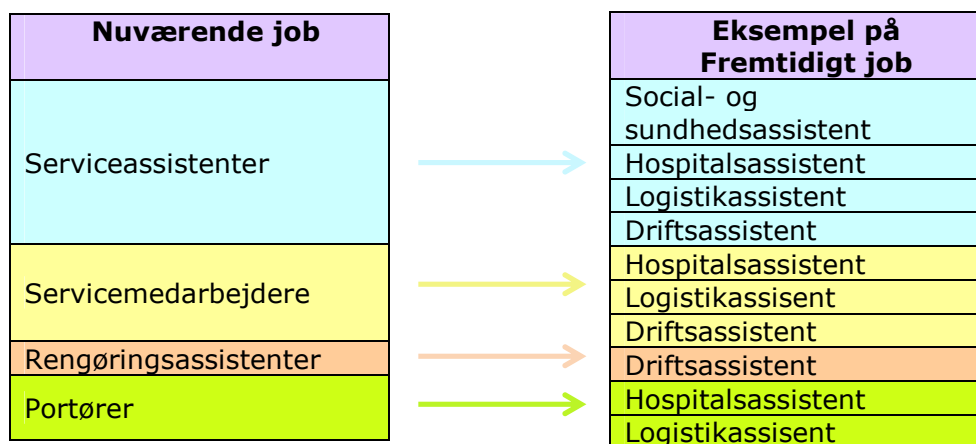 Nuværende job
Serviceassistenter
Servicemedarbejdere
Rengøringsassistenter
Portører
Eksempel på
Fremtidigt job
Social- og
sundhedsassistent
Hospitalsassistent
Logistikassistent
Driftsassistent
Hospitalsassistent
Logistikassisent
Driftsassistent
Driftsassistent
Hospitalsassistent
Logistikassisent